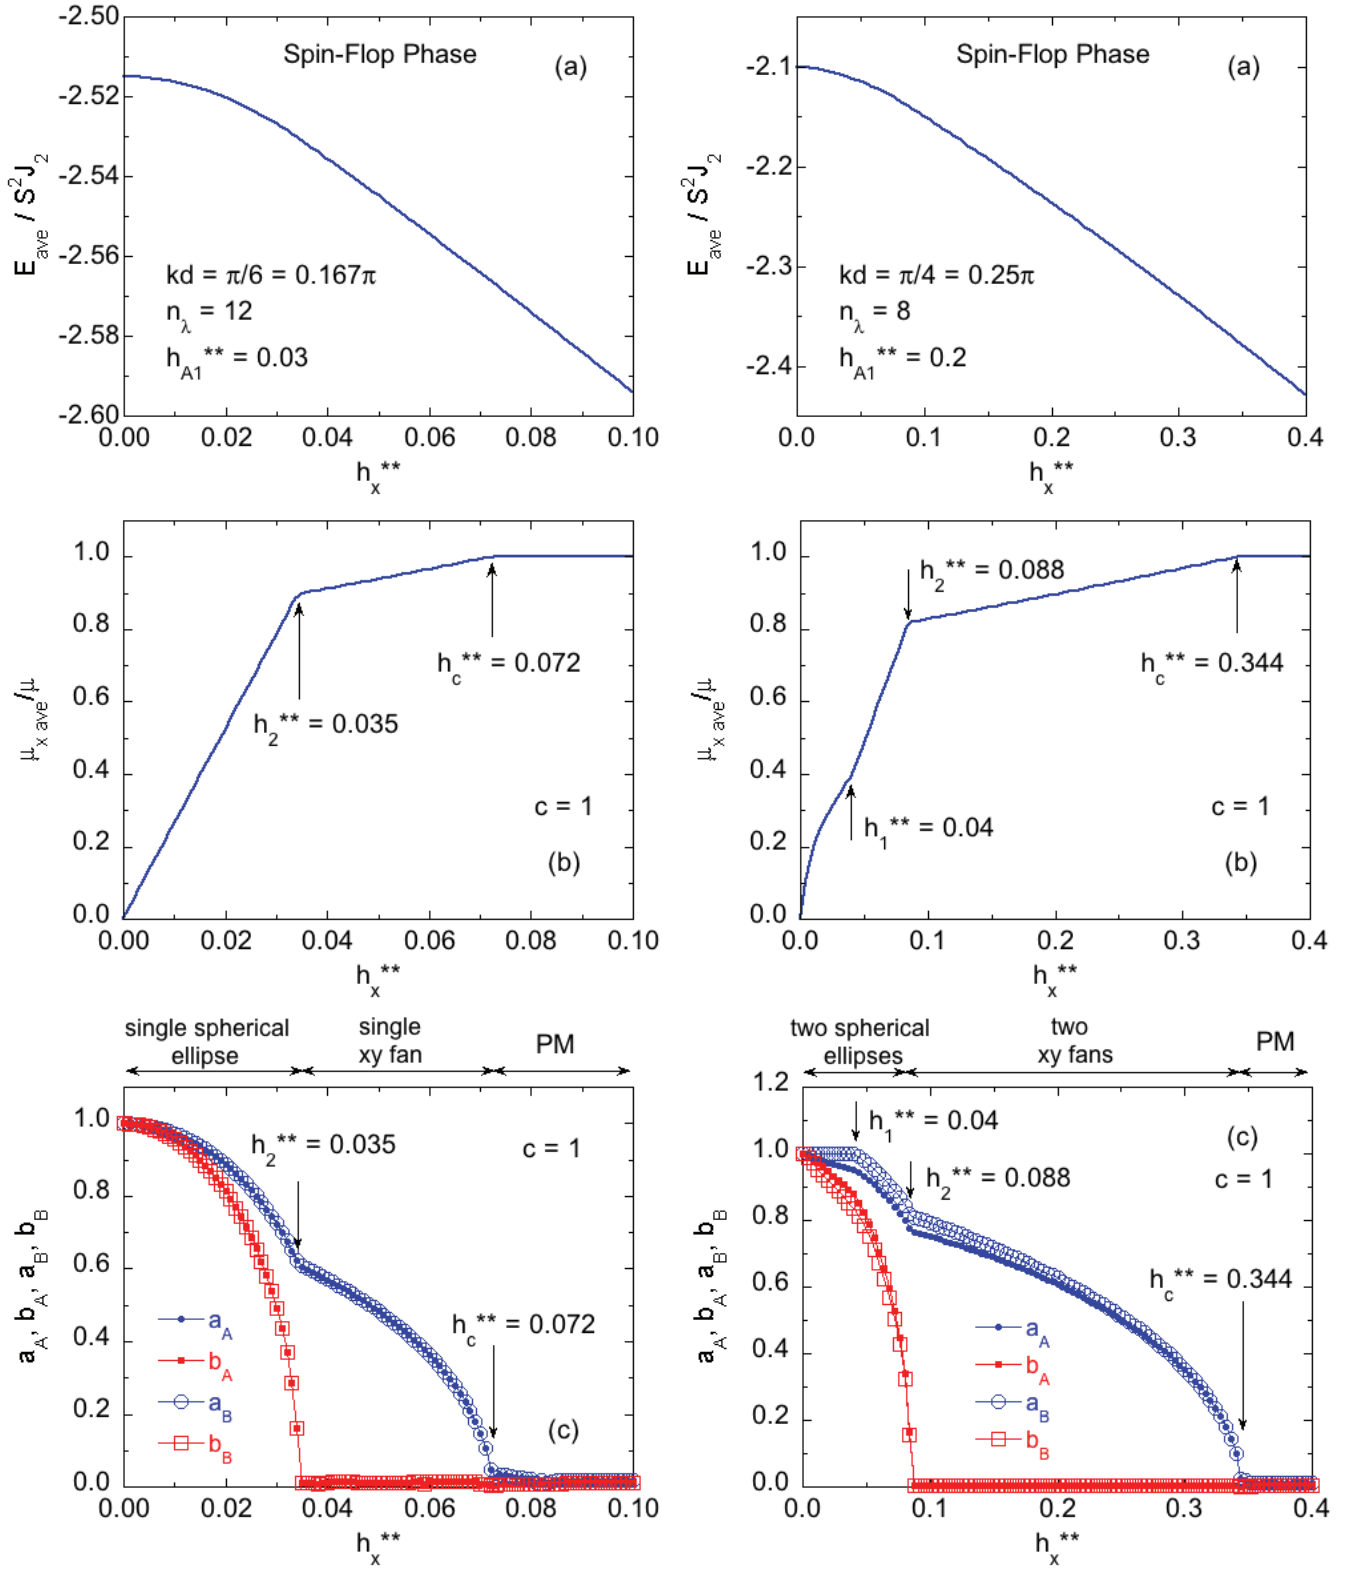 Spin-Flop Phase
(a)
E_ave / S²J₂
-2.50
-2.52
-2.54
-2.56
-2.58
-2.60
kd = π/6 = 0.167π
n_λ = 12
h_A1** = 0.03
0.00 0.02 0.04 0.06 0.08 0.10
h_x**
Spin-Flop Phase
(a)
E_ave / S²J₂
-2.1
-2.2
-2.3
-2.4
kd = π/4 = 0.25π
n_λ = 8
h_A1** = 0.2
0.0 0.1 0.2 0.3 0.4
h_x**
μ_x ave/μ
1.0
0.8
0.6
0.4
0.2
0.0
h_c** = 0.072
h_2** = 0.035
c = 1
(b)
0.00 0.02 0.04 0.06 0.08 0.10
h_x**
μ_x ave/μ
1.0
0.8
0.6
0.4
0.2
0.0
h_2** = 0.088
h_c** = 0.344
h_1** = 0.04
c = 1
(b)
0.0 0.1 0.2 0.3 0.4
h_x**
single spherical
ellipse
single
xy fan
PM
a_A, b_A, a_B, b_B
1.0
0.8
0.6
0.4
0.2
0.0
h_2** = 0.035
c = 1
h_c** = 0.072
a_A
b_A
a_B
b_B
(c)
0.00 0.02 0.04 0.06 0.08 0.10
h_x**
two spherical
ellipses
two
xy fans
PM
a_A, b_A, a_B, b_B
1.2
1.0
0.8
0.6
0.4
0.2
0.0
h_1** = 0.04
(c)
h_2** = 0.088
c = 1
h_c** = 0.344
a_A
b_A
a_B
b_B
0.0 0.1 0.2 0.3 0.4
h_x**